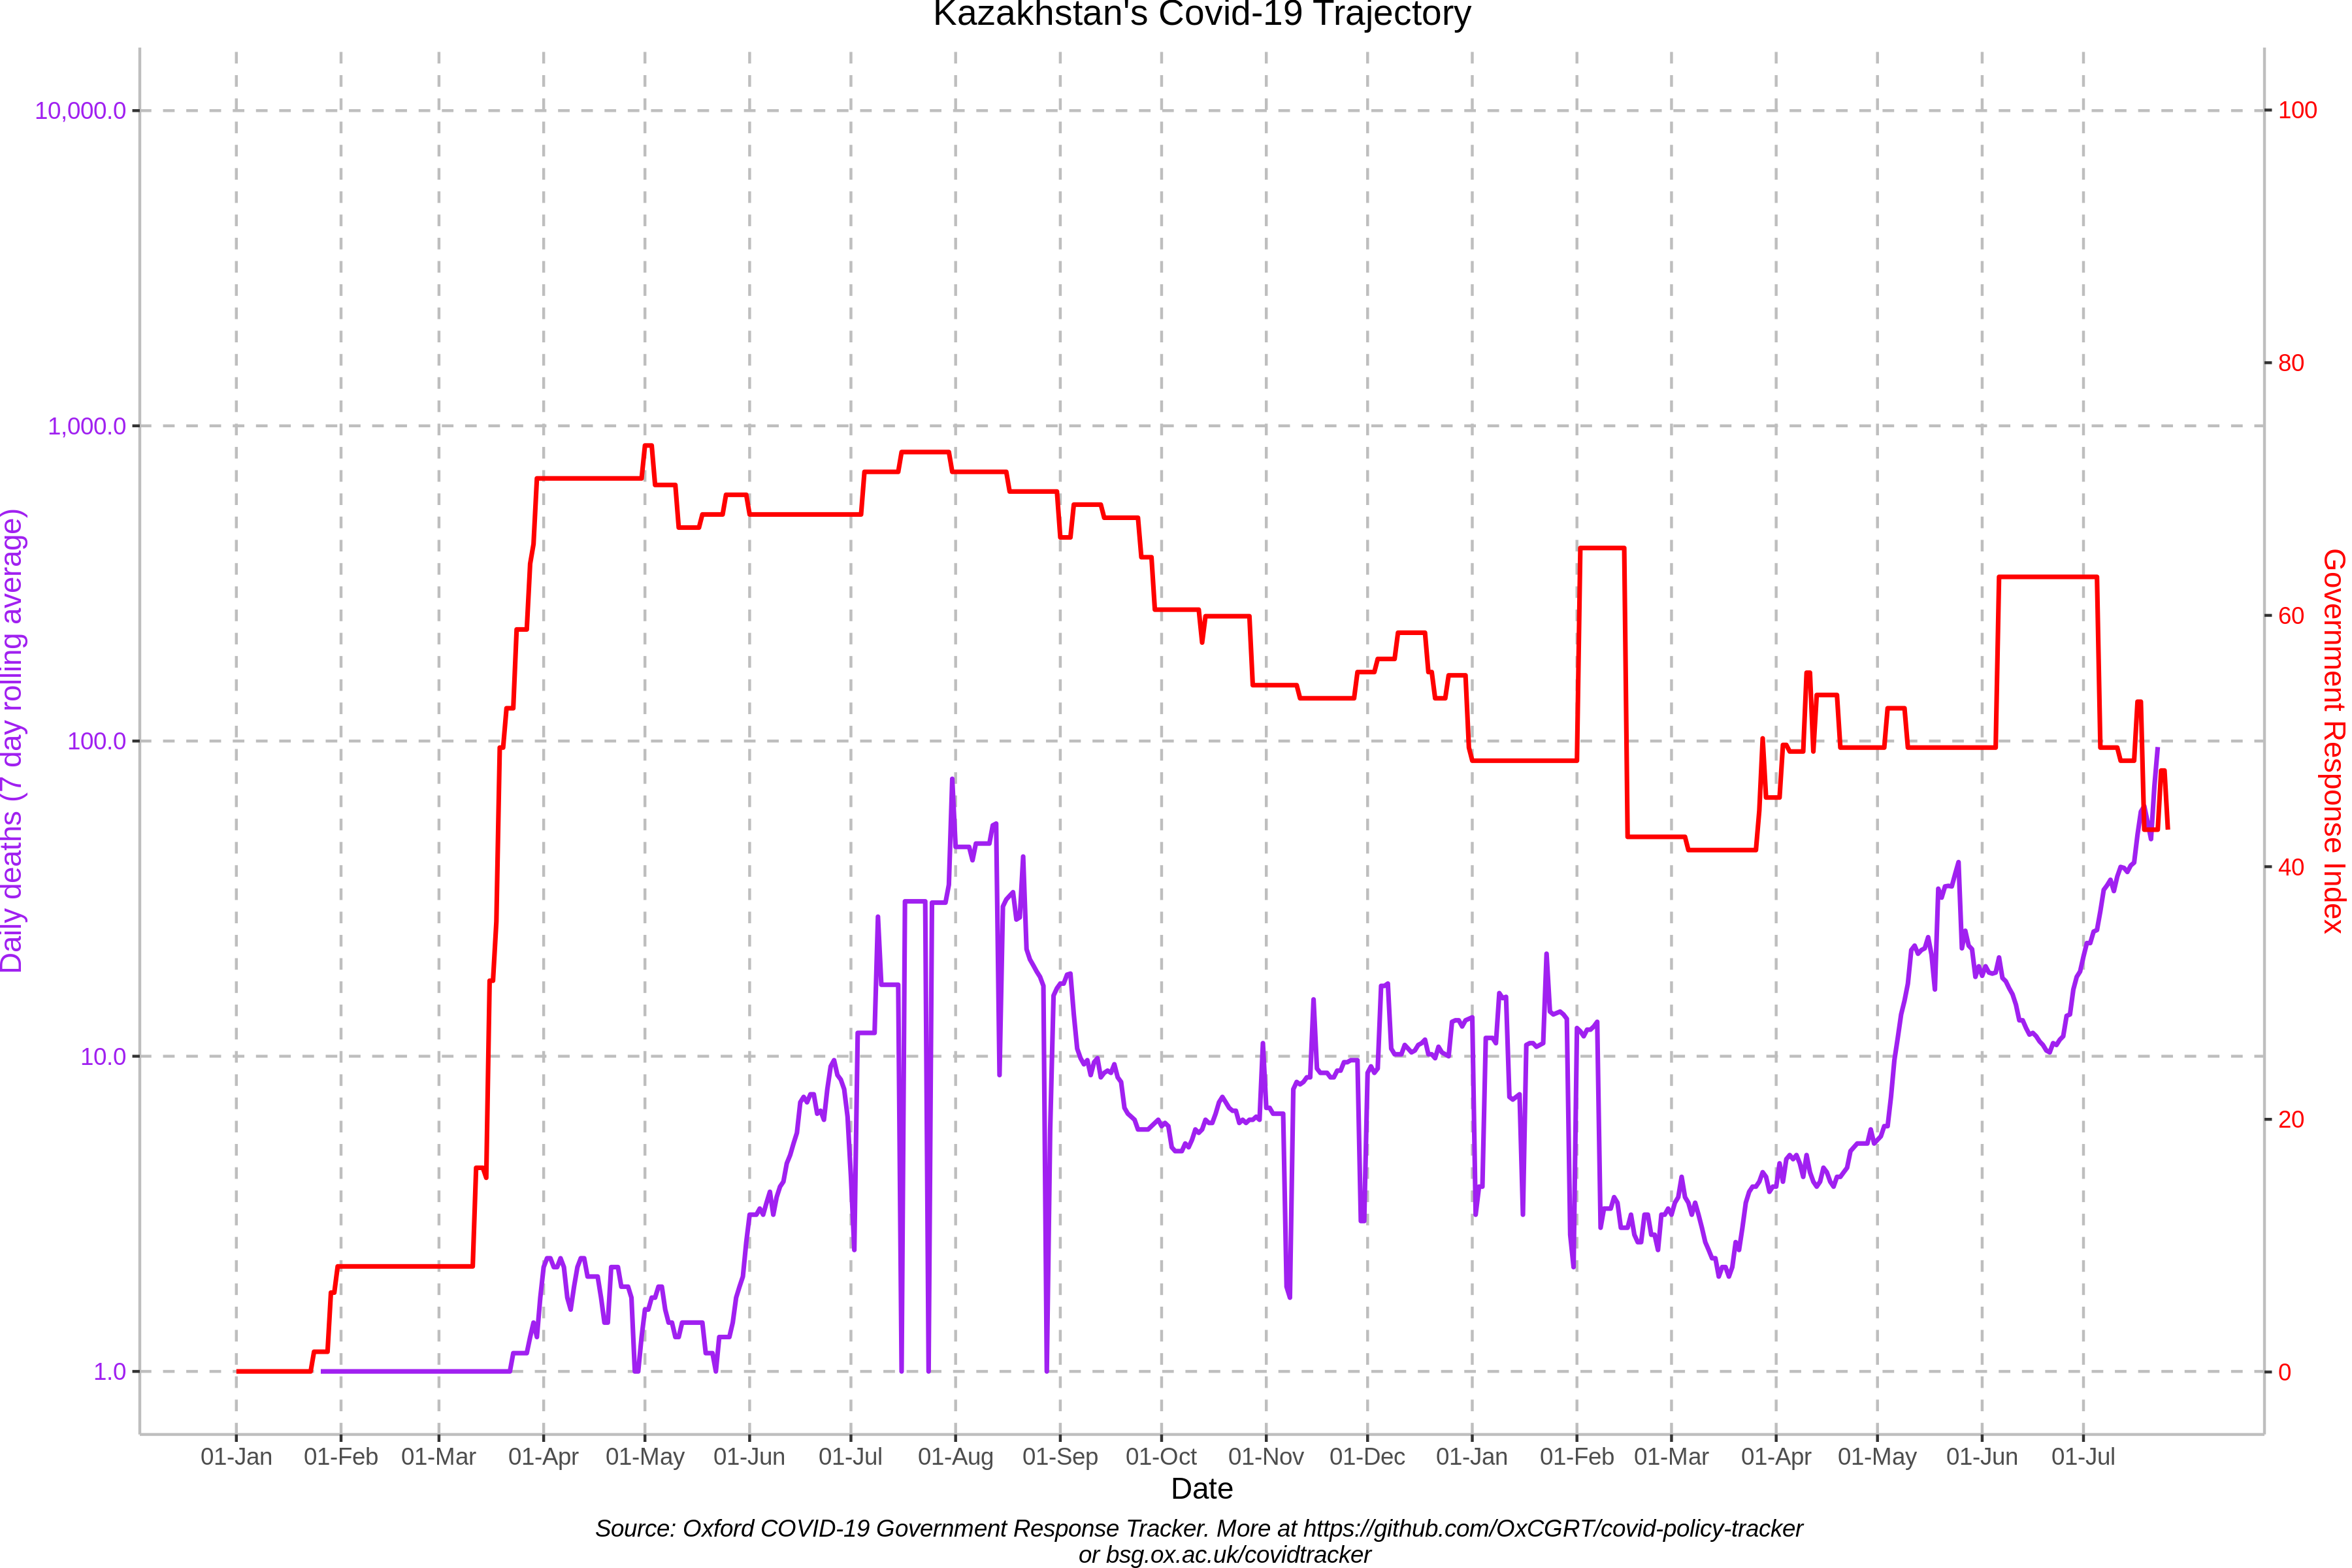 Kazakhstan's Covid-19 Trajectory
10,000.0
1,000.0
100.0
10.0
1.0
Daily deaths (7 day rolling average)
100
80
60
40
20
0
Government Response Index
01-Jan 01-Feb 01-Mar 01-Apr 01-May 01-Jun 01-Jul 01-Aug 01-Sep 01-Oct 01-Nov 01-Dec 01-Jan 01-Feb 01-Mar 01-Apr 01-May 01-Jun 01-Jul
Date
Source: Oxford COVID-19 Government Response Tracker. More at https://github.com/OxCGRT/covid-policy-tracker
or bsg.ox.ac.uk/covidtracker